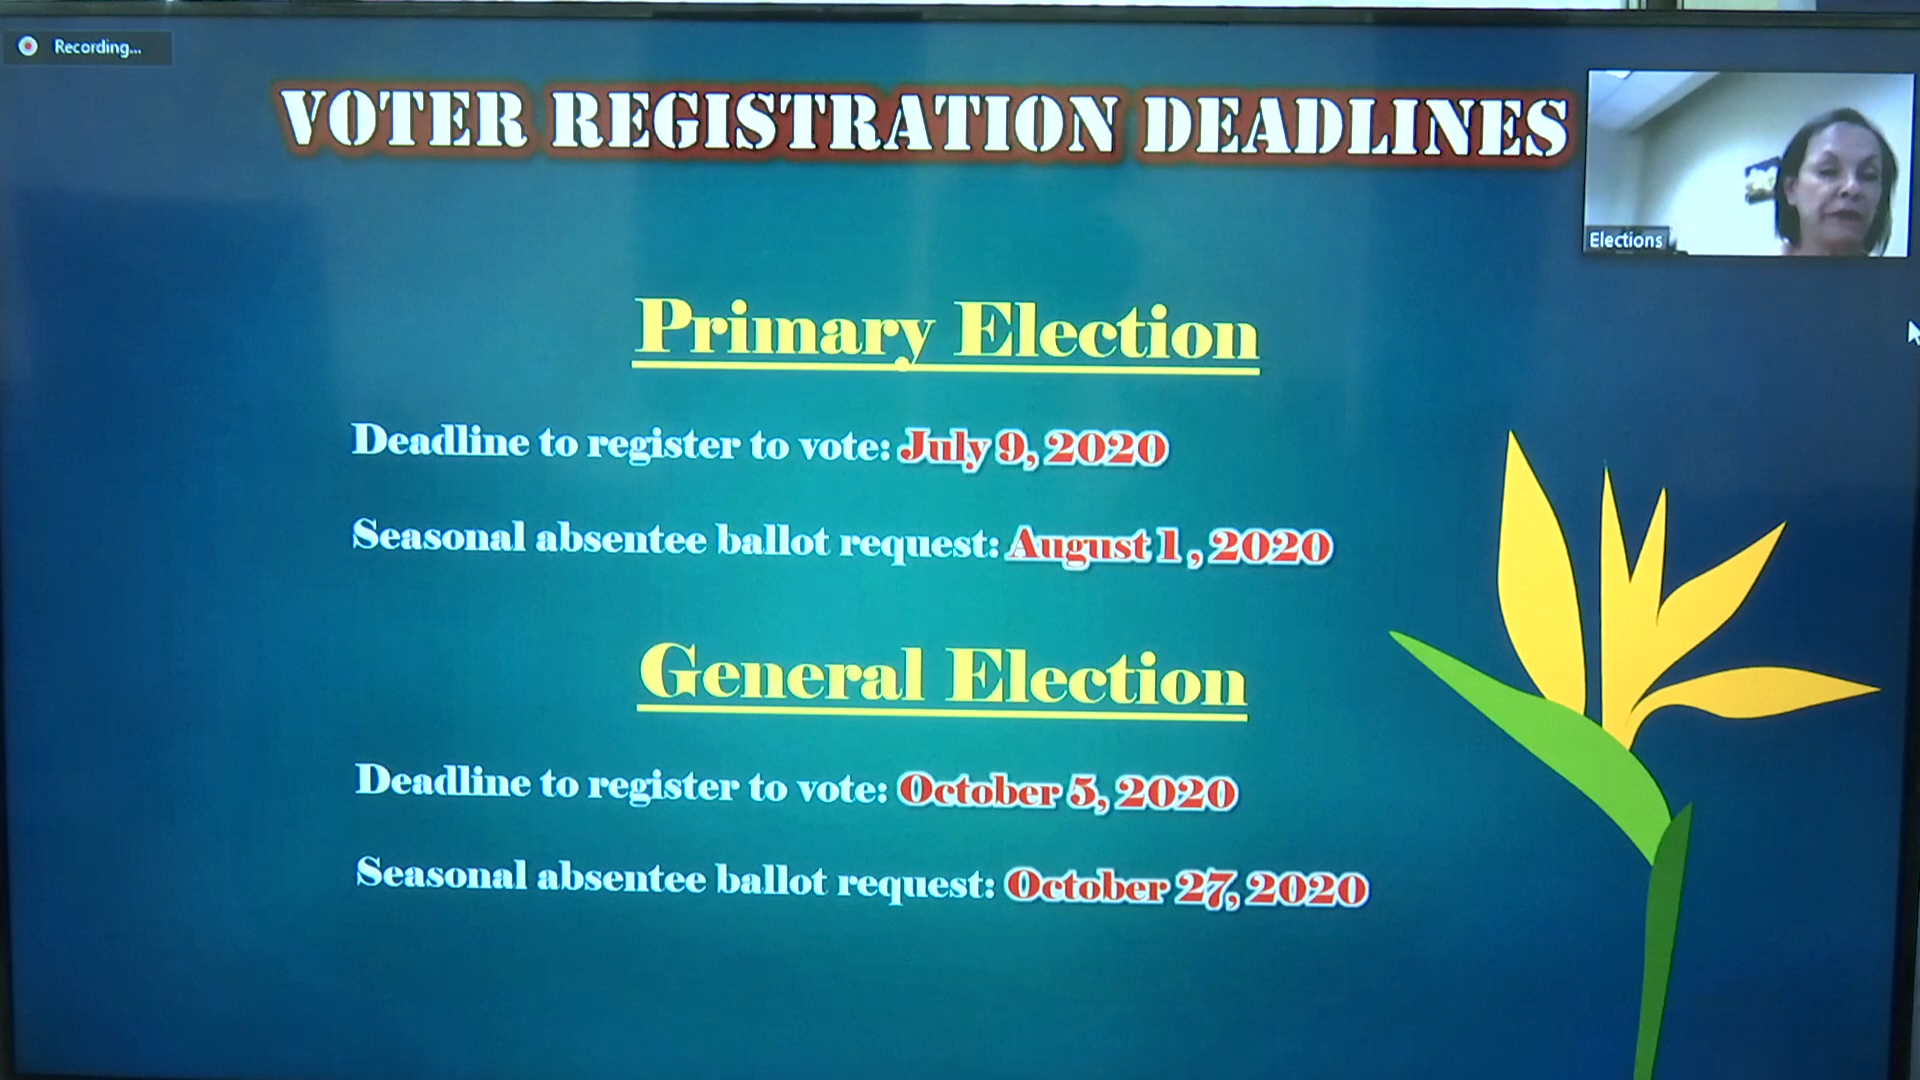 Recording...
VOTER REGISTRATION DEADLINES
Elections
Primary Election
Deadline to register to vote: July 9, 2020
Seasonal absentee ballot request: August 1, 2020
General Election
Deadline to register to vote: October 5, 2020
Seasonal absentee ballot request: October 27, 2020